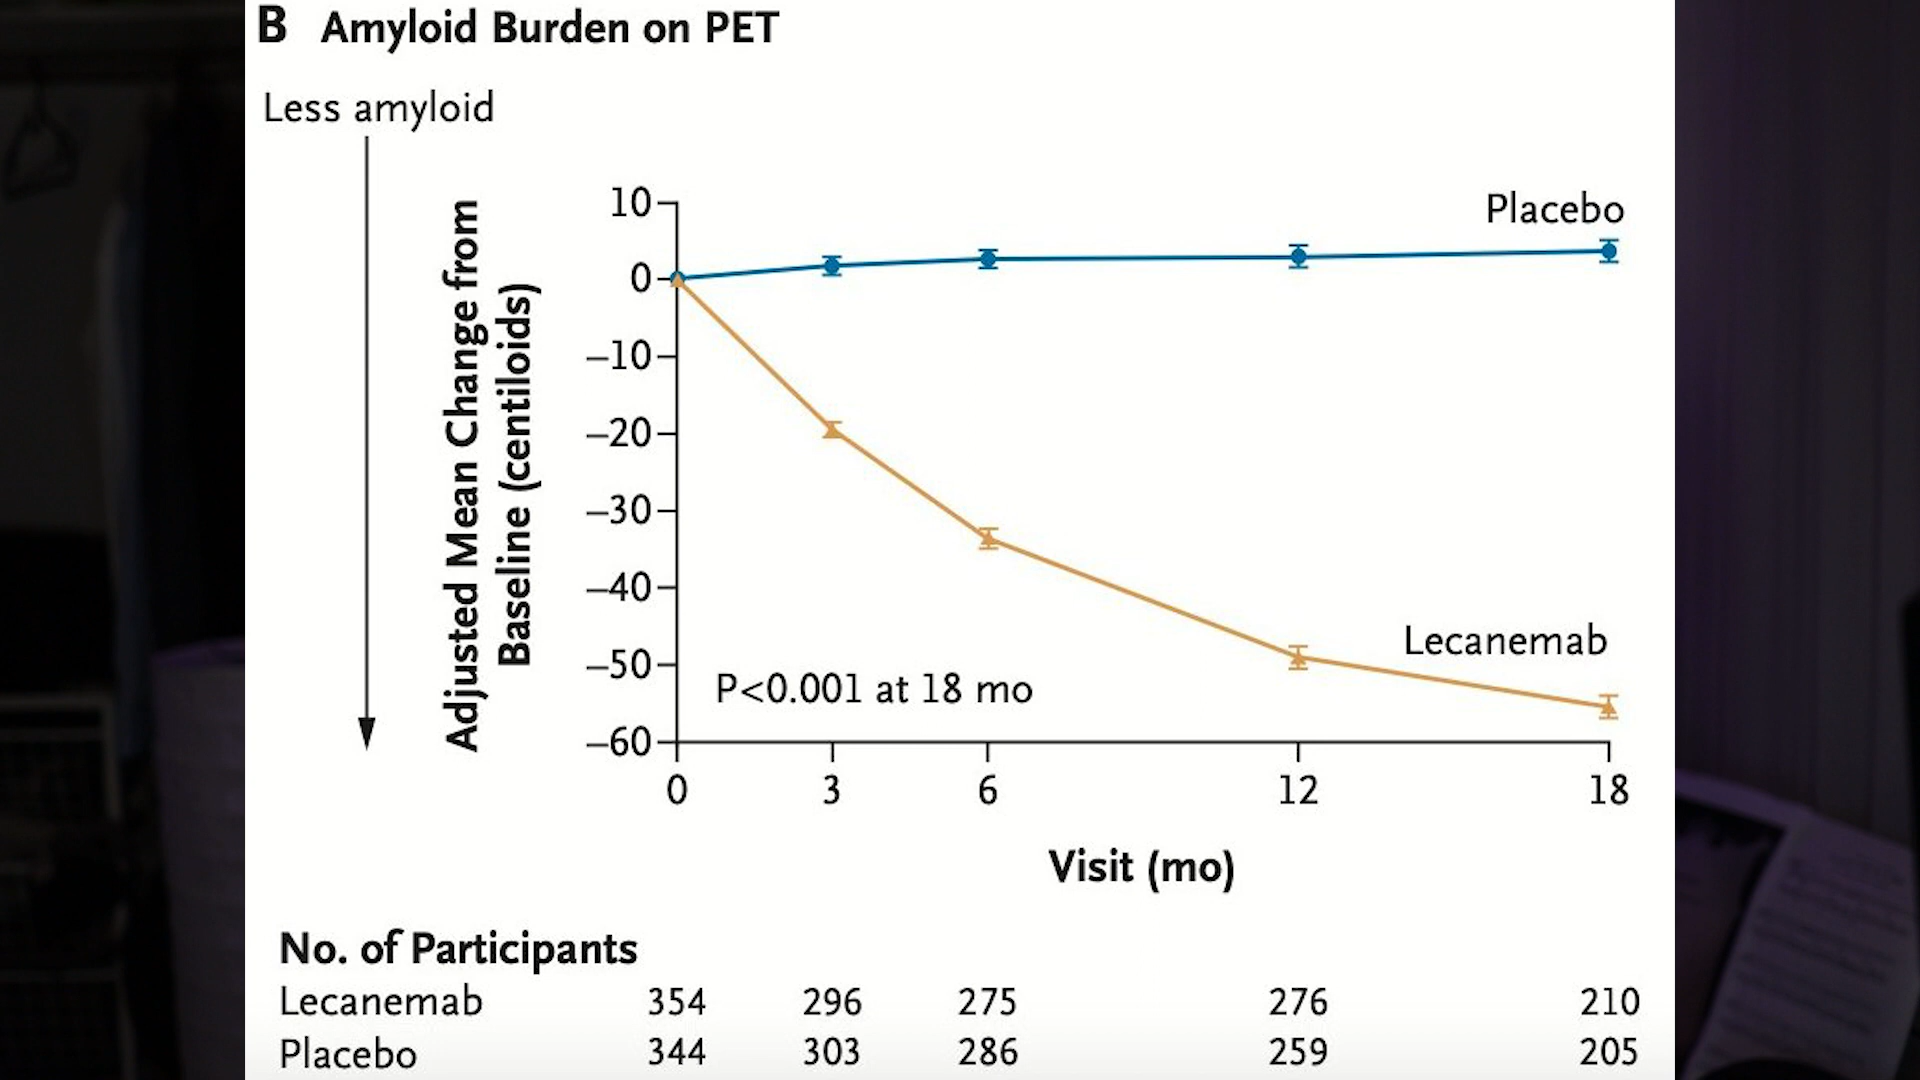 B Amyloid Burden on PET
Less amyloid
Adjusted Mean Change from
Baseline (centiloids)
10
0
–10
–20
–30
–40
–50
–60
Placebo
Lecanemab
P<0.001 at 18 mo
0 3 6 12 18
Visit (mo)
No. of Participants
Lecanemab 354 296 275 276 210
Placebo 344 303 286 259 205